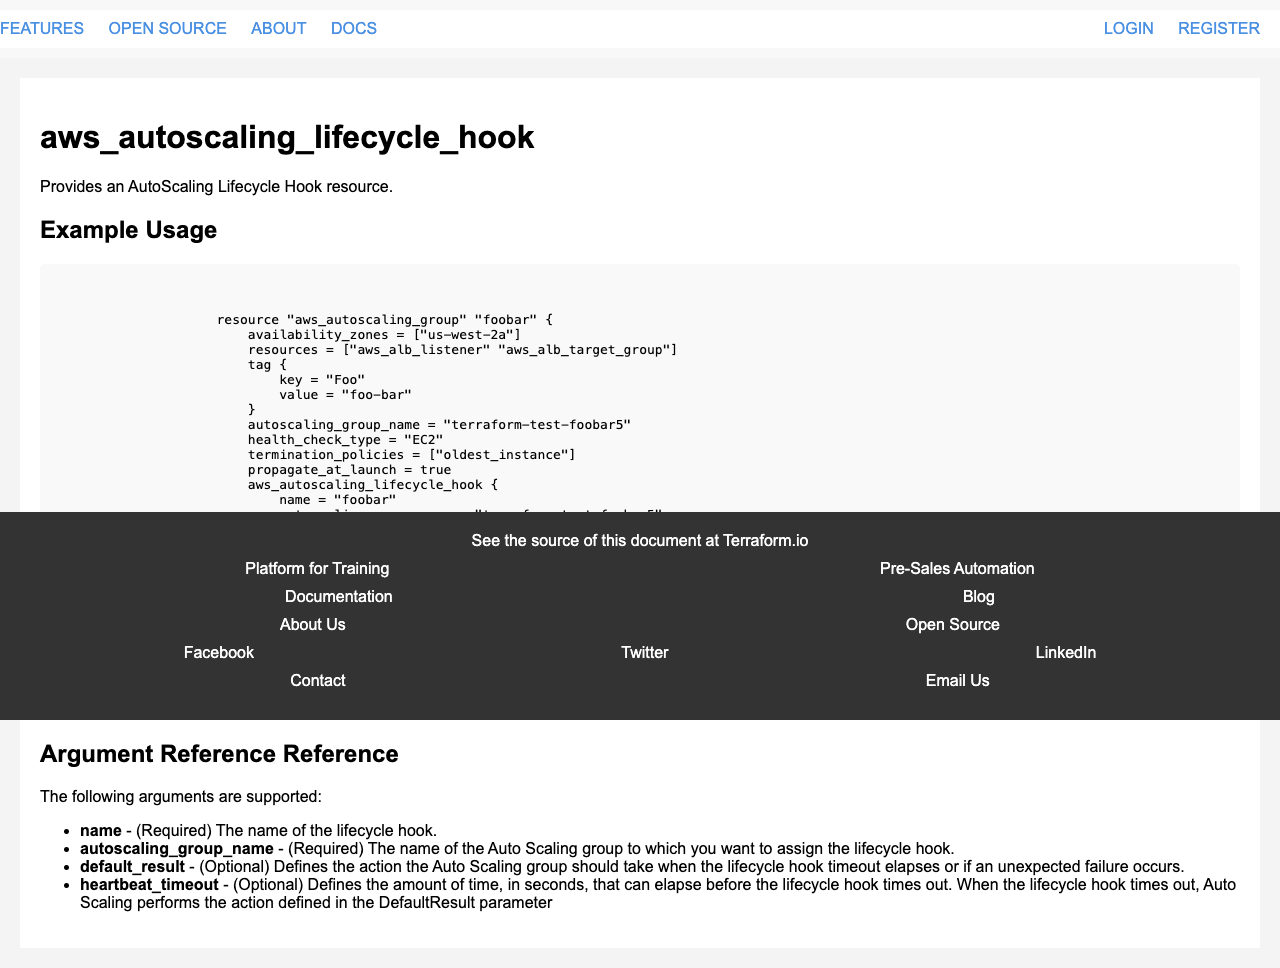 FEATURES OPEN SOURCE ABOUT DOCS LOGIN REGISTER
aws_autoscaling_lifecycle_hook
Provides an AutoScaling Lifecycle Hook resource.
Example Usage
resource "aws_autoscaling_group" "foobar" {
availability_zones = ["us-west-2a"]
resources = ["aws_alb_listener" "aws_alb_target_group"]
tag {
key = "Foo"
value = "foo-bar"
}
autoscaling_group_name = "terraform-test-foobar5"
health_check_type = "EC2"
termination_policies = ["oldest_instance"]
propagate_at_launch = true
aws_autoscaling_lifecycle_hook {
name = "foobar"
See the source of this document at Terraform.io
Platform for Training Pre-Sales Automation
Documentation Blog
About Us Open Source
Facebook Twitter LinkedIn
Contact Email Us
Argument Reference Reference
The following arguments are supported:
• name - (Required) The name of the lifecycle hook.
• autoscaling_group_name - (Required) The name of the Auto Scaling group to which you want to assign the lifecycle hook.
• default_result - (Optional) Defines the action the Auto Scaling group should take when the lifecycle hook timeout elapses or if an unexpected failure occurs.
• heartbeat_timeout - (Optional) Defines the amount of time, in seconds, that can elapse before the lifecycle hook times out. When the lifecycle hook times out, Auto
Scaling performs the action defined in the DefaultResult parameter